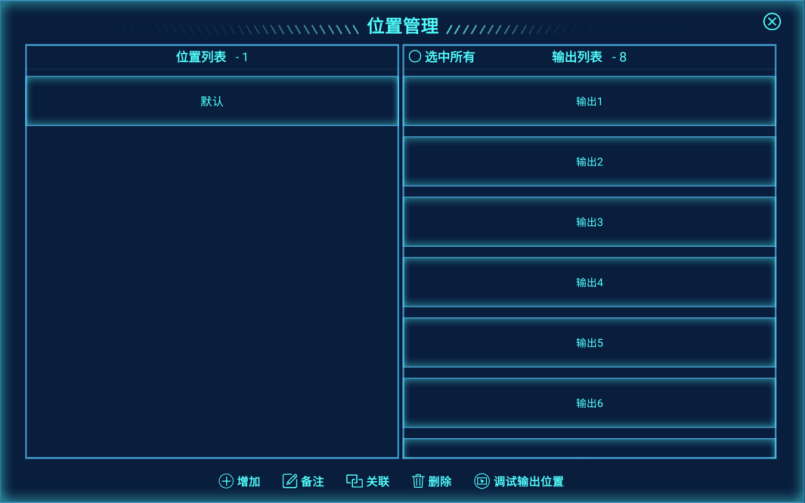 位置管理
位置列表 - 1
选中所有 输出列表 - 8
默认
输出1
输出2
输出3
输出4
输出5
输出6
增加 备注 关联 删除 调试输出位置